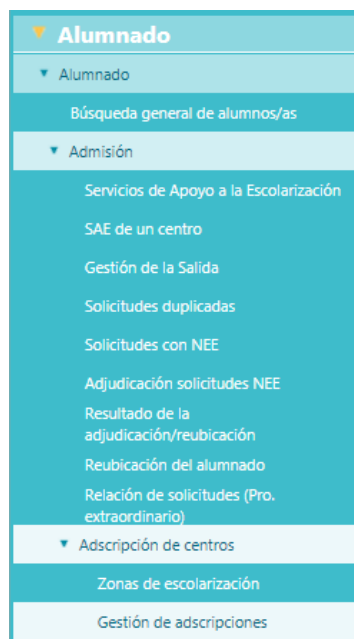 Alumnado
Alumnado
Búsqueda general de alumnos/as
Admisión
Servicios de Apoyo a la Escolarización
SAE de un centro
Gestión de la Salida
Solicitudes duplicadas
Solicitudes con NEE
Adjudicación solicitudes NEE
Resultado de la
adjudicación/reubicación
Reubicación del alumnado
Relación de solicitudes (Pro.
extraordinario)
Adscripción de centros
Zonas de escolarización
Gestión de adscripciones